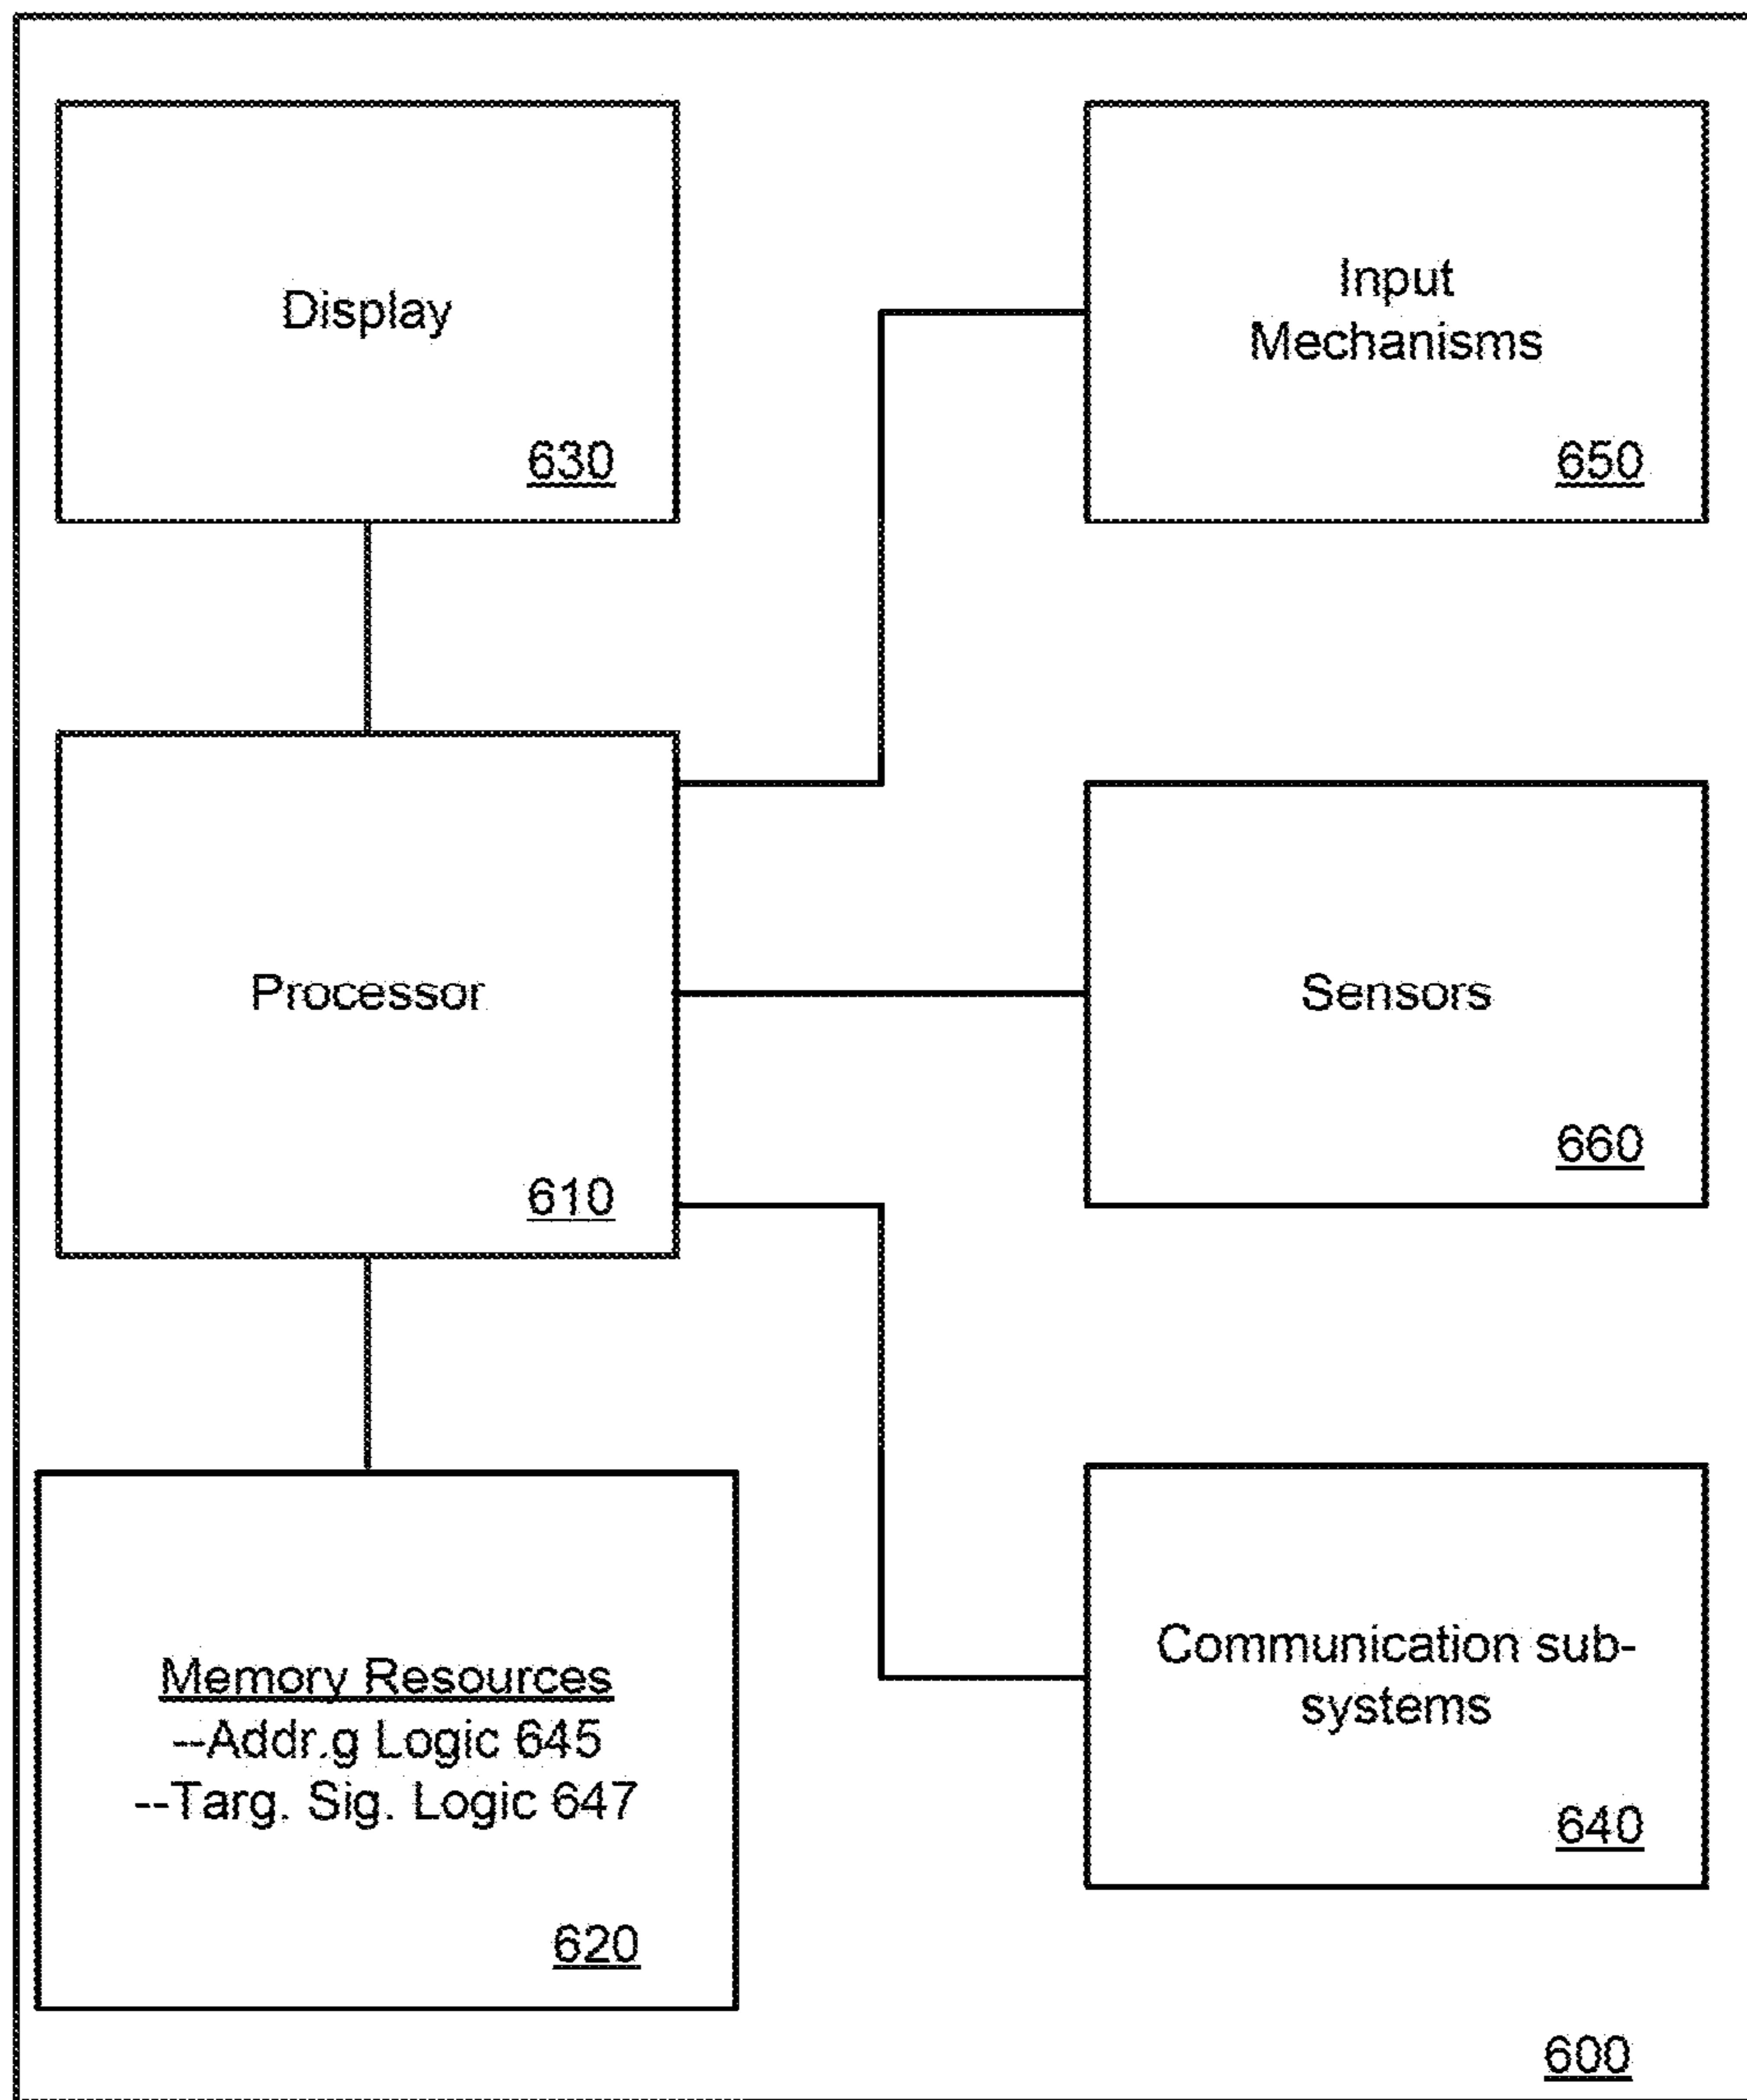 Display
630
Input
Mechanisms
650
Processor
610
Sensors
660
Memory Resources
--Addr.g Logic 645
--Targ. Sig. Logic 647
620
Communication sub-
systems
640
600